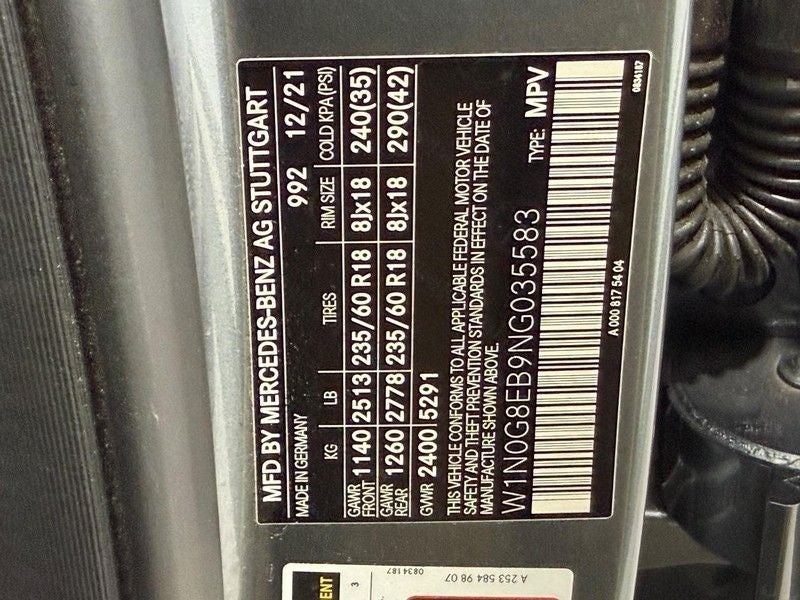 MFD BY MERCEDES-BENZ AG STUTTGART
MADE IN GERMANY 992 12/21
KG LB TIRES RIM SIZE COLD KPA(PSI)
GAWR FRONT 1140 2513 235/60 R18 8Jx18 240(35)
GAWR REAR 1260 2778 235/60 R18 8Jx18 290(42)
GVWR 2400 5291
THIS VEHICLE CONFORMS TO ALL APPLICABLE FEDERAL MOTOR VEHICLE
SAFETY AND THEFT PREVENTION STANDARDS IN EFFECT ON THE DATE OF
MANUFACTURE SHOWN ABOVE.
W1N0G8EB9NG035583 TYPE: MPV
A 000 817 54 04
0834187
ENT
3
0834187
A 253 584 98 07